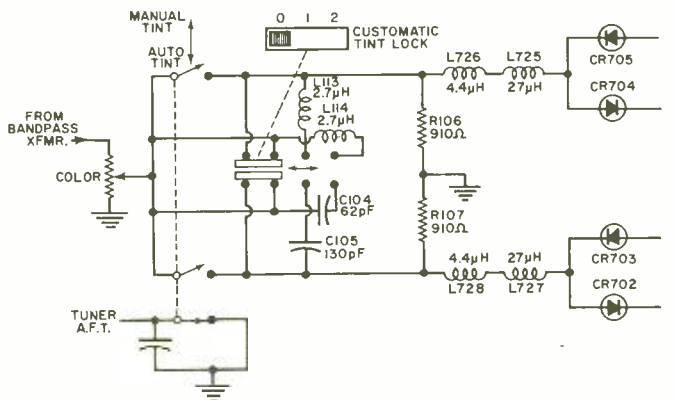 MANUAL
TINT
AUTO
TINT
0 1 2
CUSTOMATIC
TINT LOCK
L113
2.7µH
L114
2.7µH
L726
4.4µH
L725
27µH
CR705
CR704
FROM
BANDPASS
XFMR.
COLOR
R106
910Ω
R107
910Ω
C104
62pF
C105
130pF
4.4µH
L728
27µH
L727
CR703
CR702
TUNER
A.F.T.